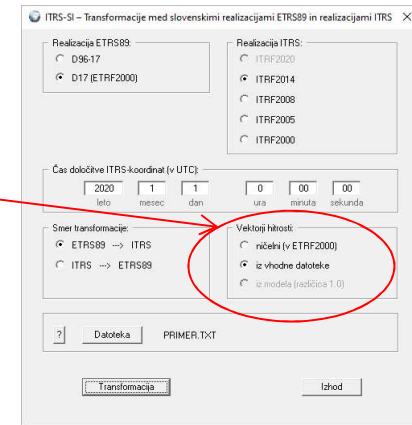 ITRS-SI – Transformacije med slovenskimi realizacijami ETRS89 in realizacijami ITRS
Realizacija ETRS89:
D96-17
D17 (ETRF2000)
Realizacija ITRS:
ITRF2020
ITRF2014
ITRF2008
ITRF2005
ITRF2000
Čas določitve ITRS-koordinat (v UTC):
2020 1 1 0 00 00
leto mesec dan ura minuta sekunda
Smer transformacije:
ETRS89 ---> ITRS
ITRS ---> ETRS89
Vektorji hitrosti:
ničelni (v ETRF2000)
iz vhodne datoteke
iz modela (različica 1.0)
? Datoteka PRIMER.TXT
Transformacija Izhod